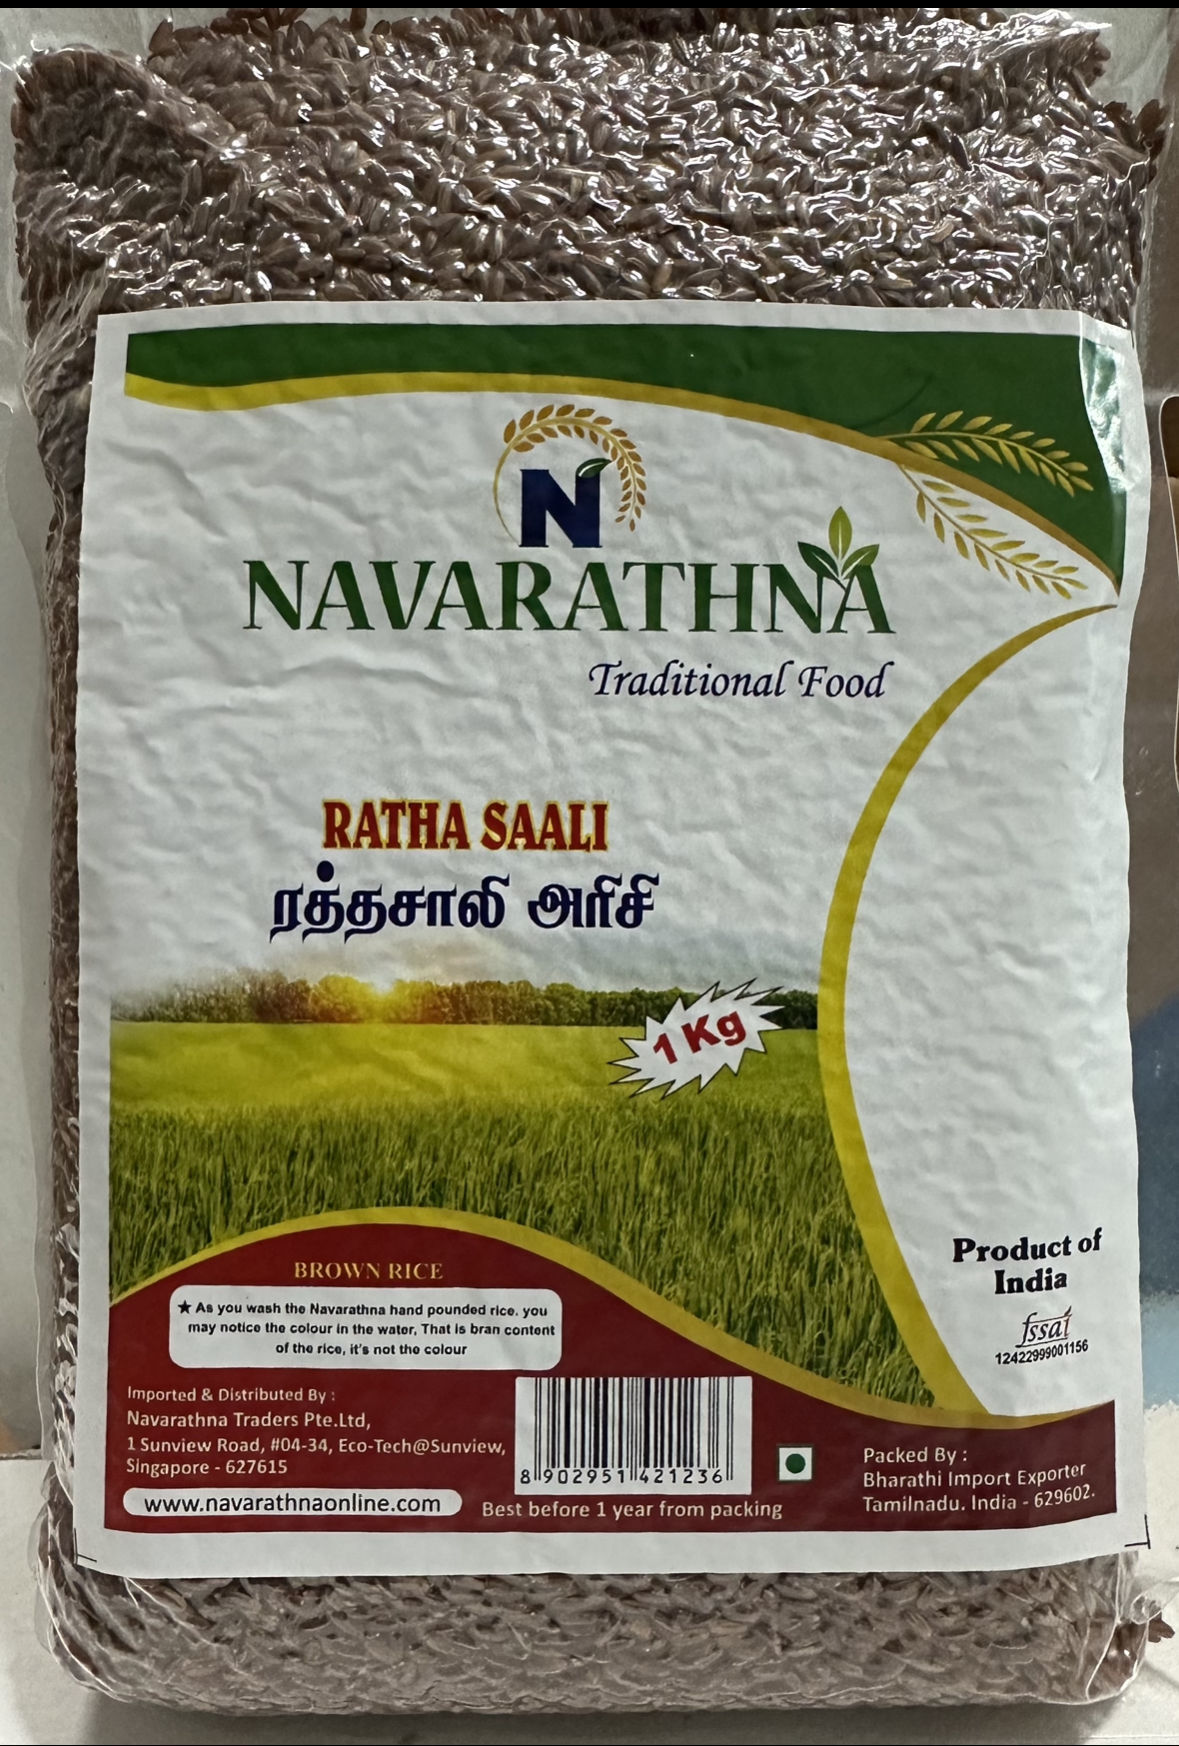 N
NAVARATHNA
Traditional Food
RATHA SAALI
ரத்தசாலி அரிசி
1 Kg
Product of
India
fssai
12422999001156
BROWN RICE
★ As you wash the Navarathna hand pounded rice. you
may notice the colour in the water, That is bran content
of the rice, it's not the colour
Imported & Distributed By :
Navarathna Traders Pte.Ltd,
1 Sunview Road, #04-34, Eco-Tech@Sunview,
Singapore - 627615
www.navarathnaonline.com
8 902951 421236
Best before 1 year from packing
Packed By :
Bharathi Import Exporter
Tamilnadu. India - 629602.